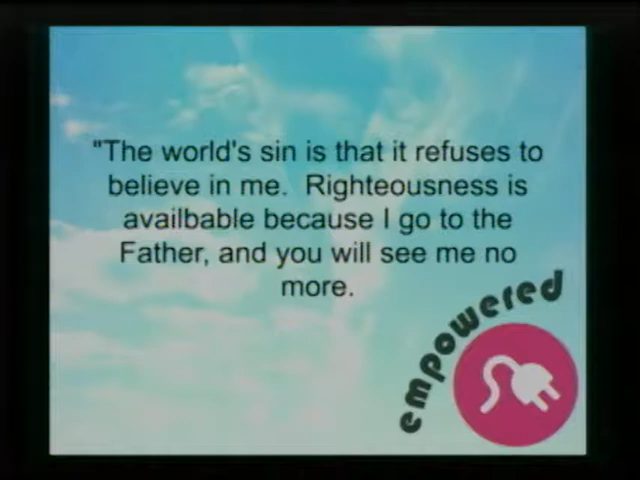 "The world's sin is that it refuses to
believe in me.  Righteousness is
availbable because I go to the
Father, and you will see me no
more.
empowered